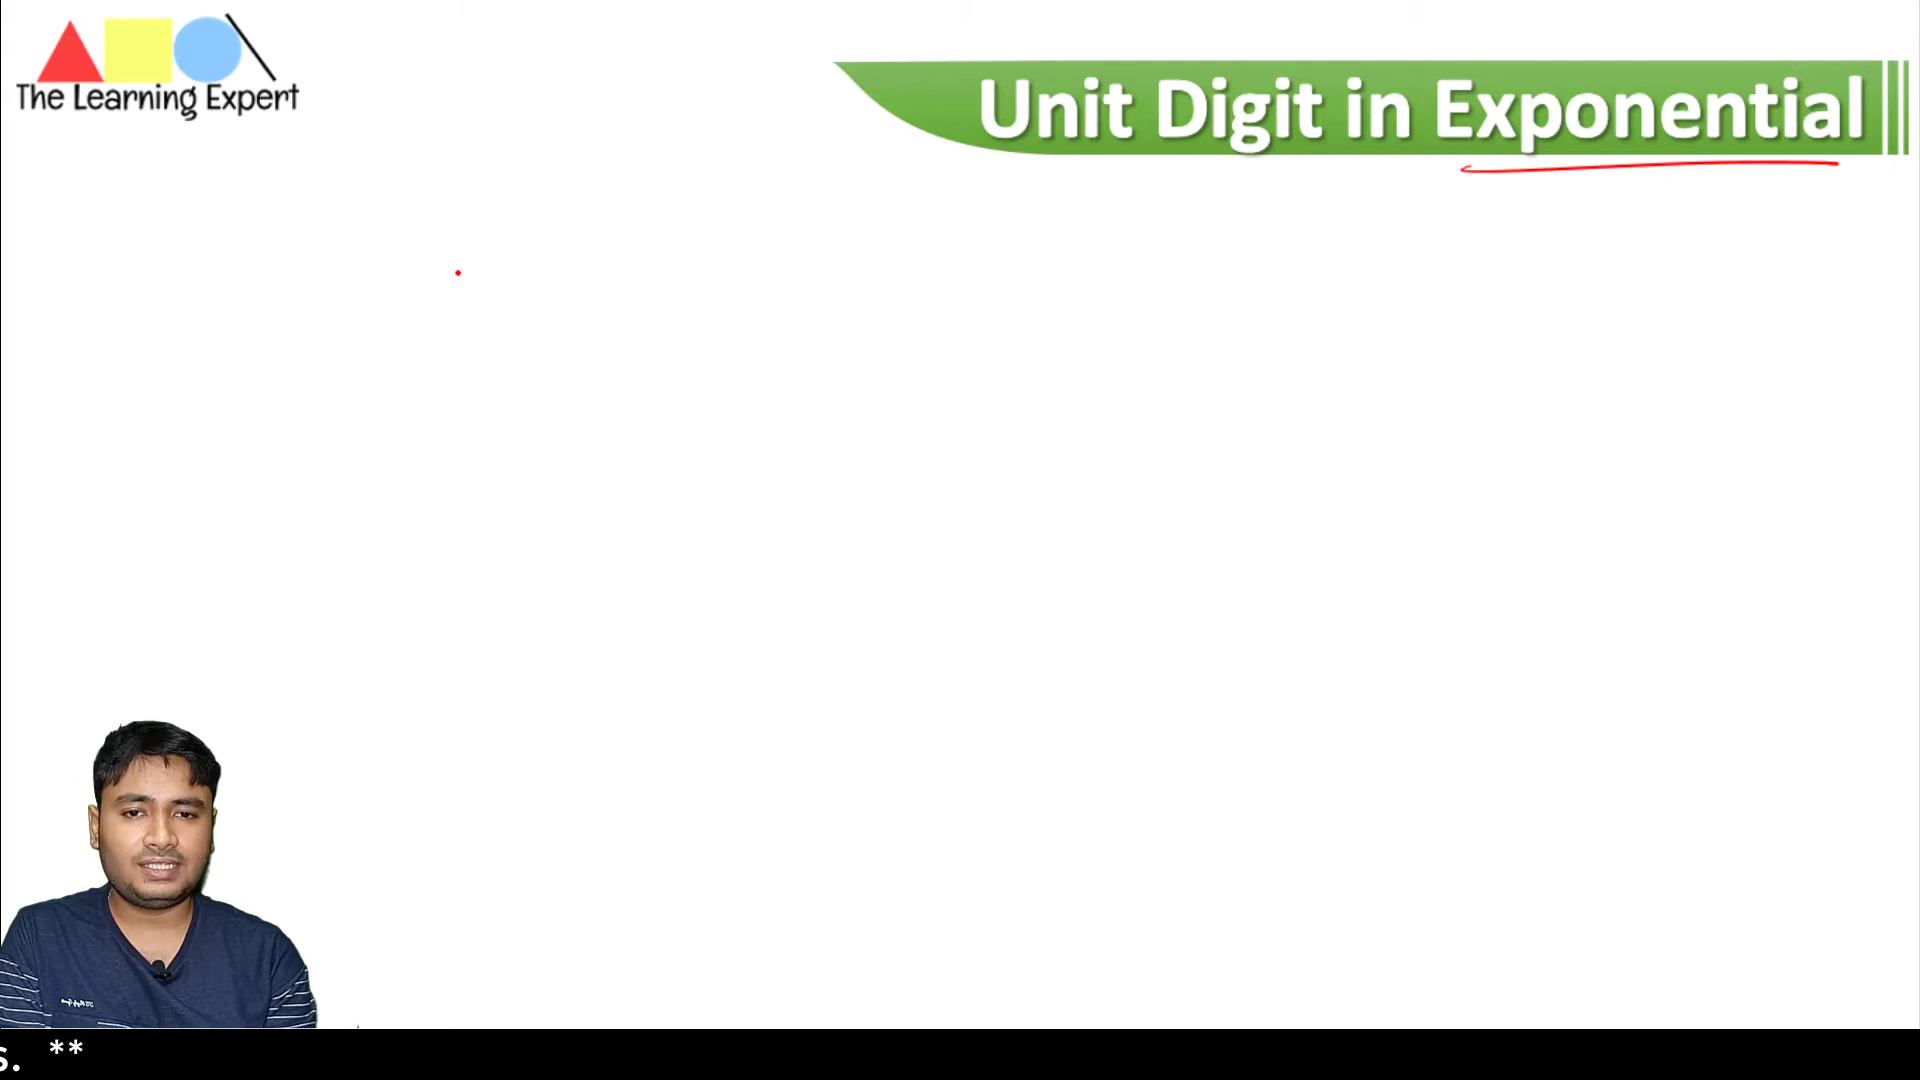 The Learning Expert
Unit Digit in Exponential
s. **